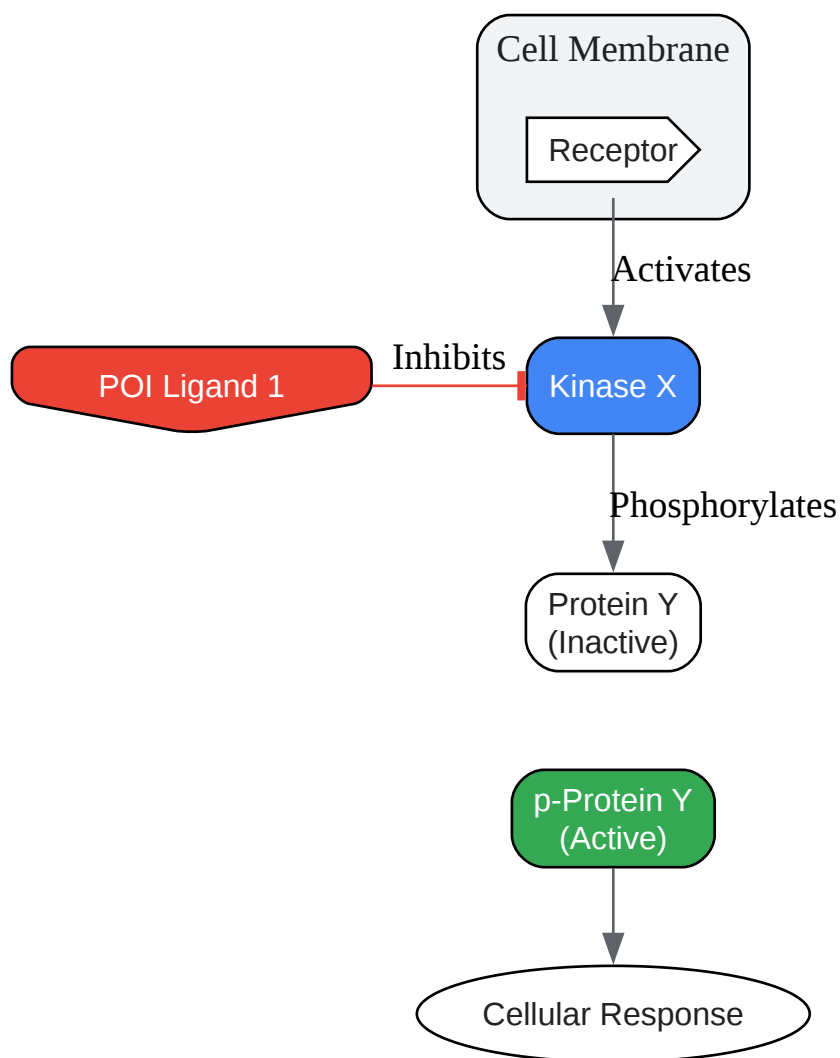 Cell Membrane
Receptor
Activates
Inhibits
POI Ligand 1
Kinase X
Phosphorylates
Protein Y
(Inactive)
p-Protein Y
(Active)
Cellular Response